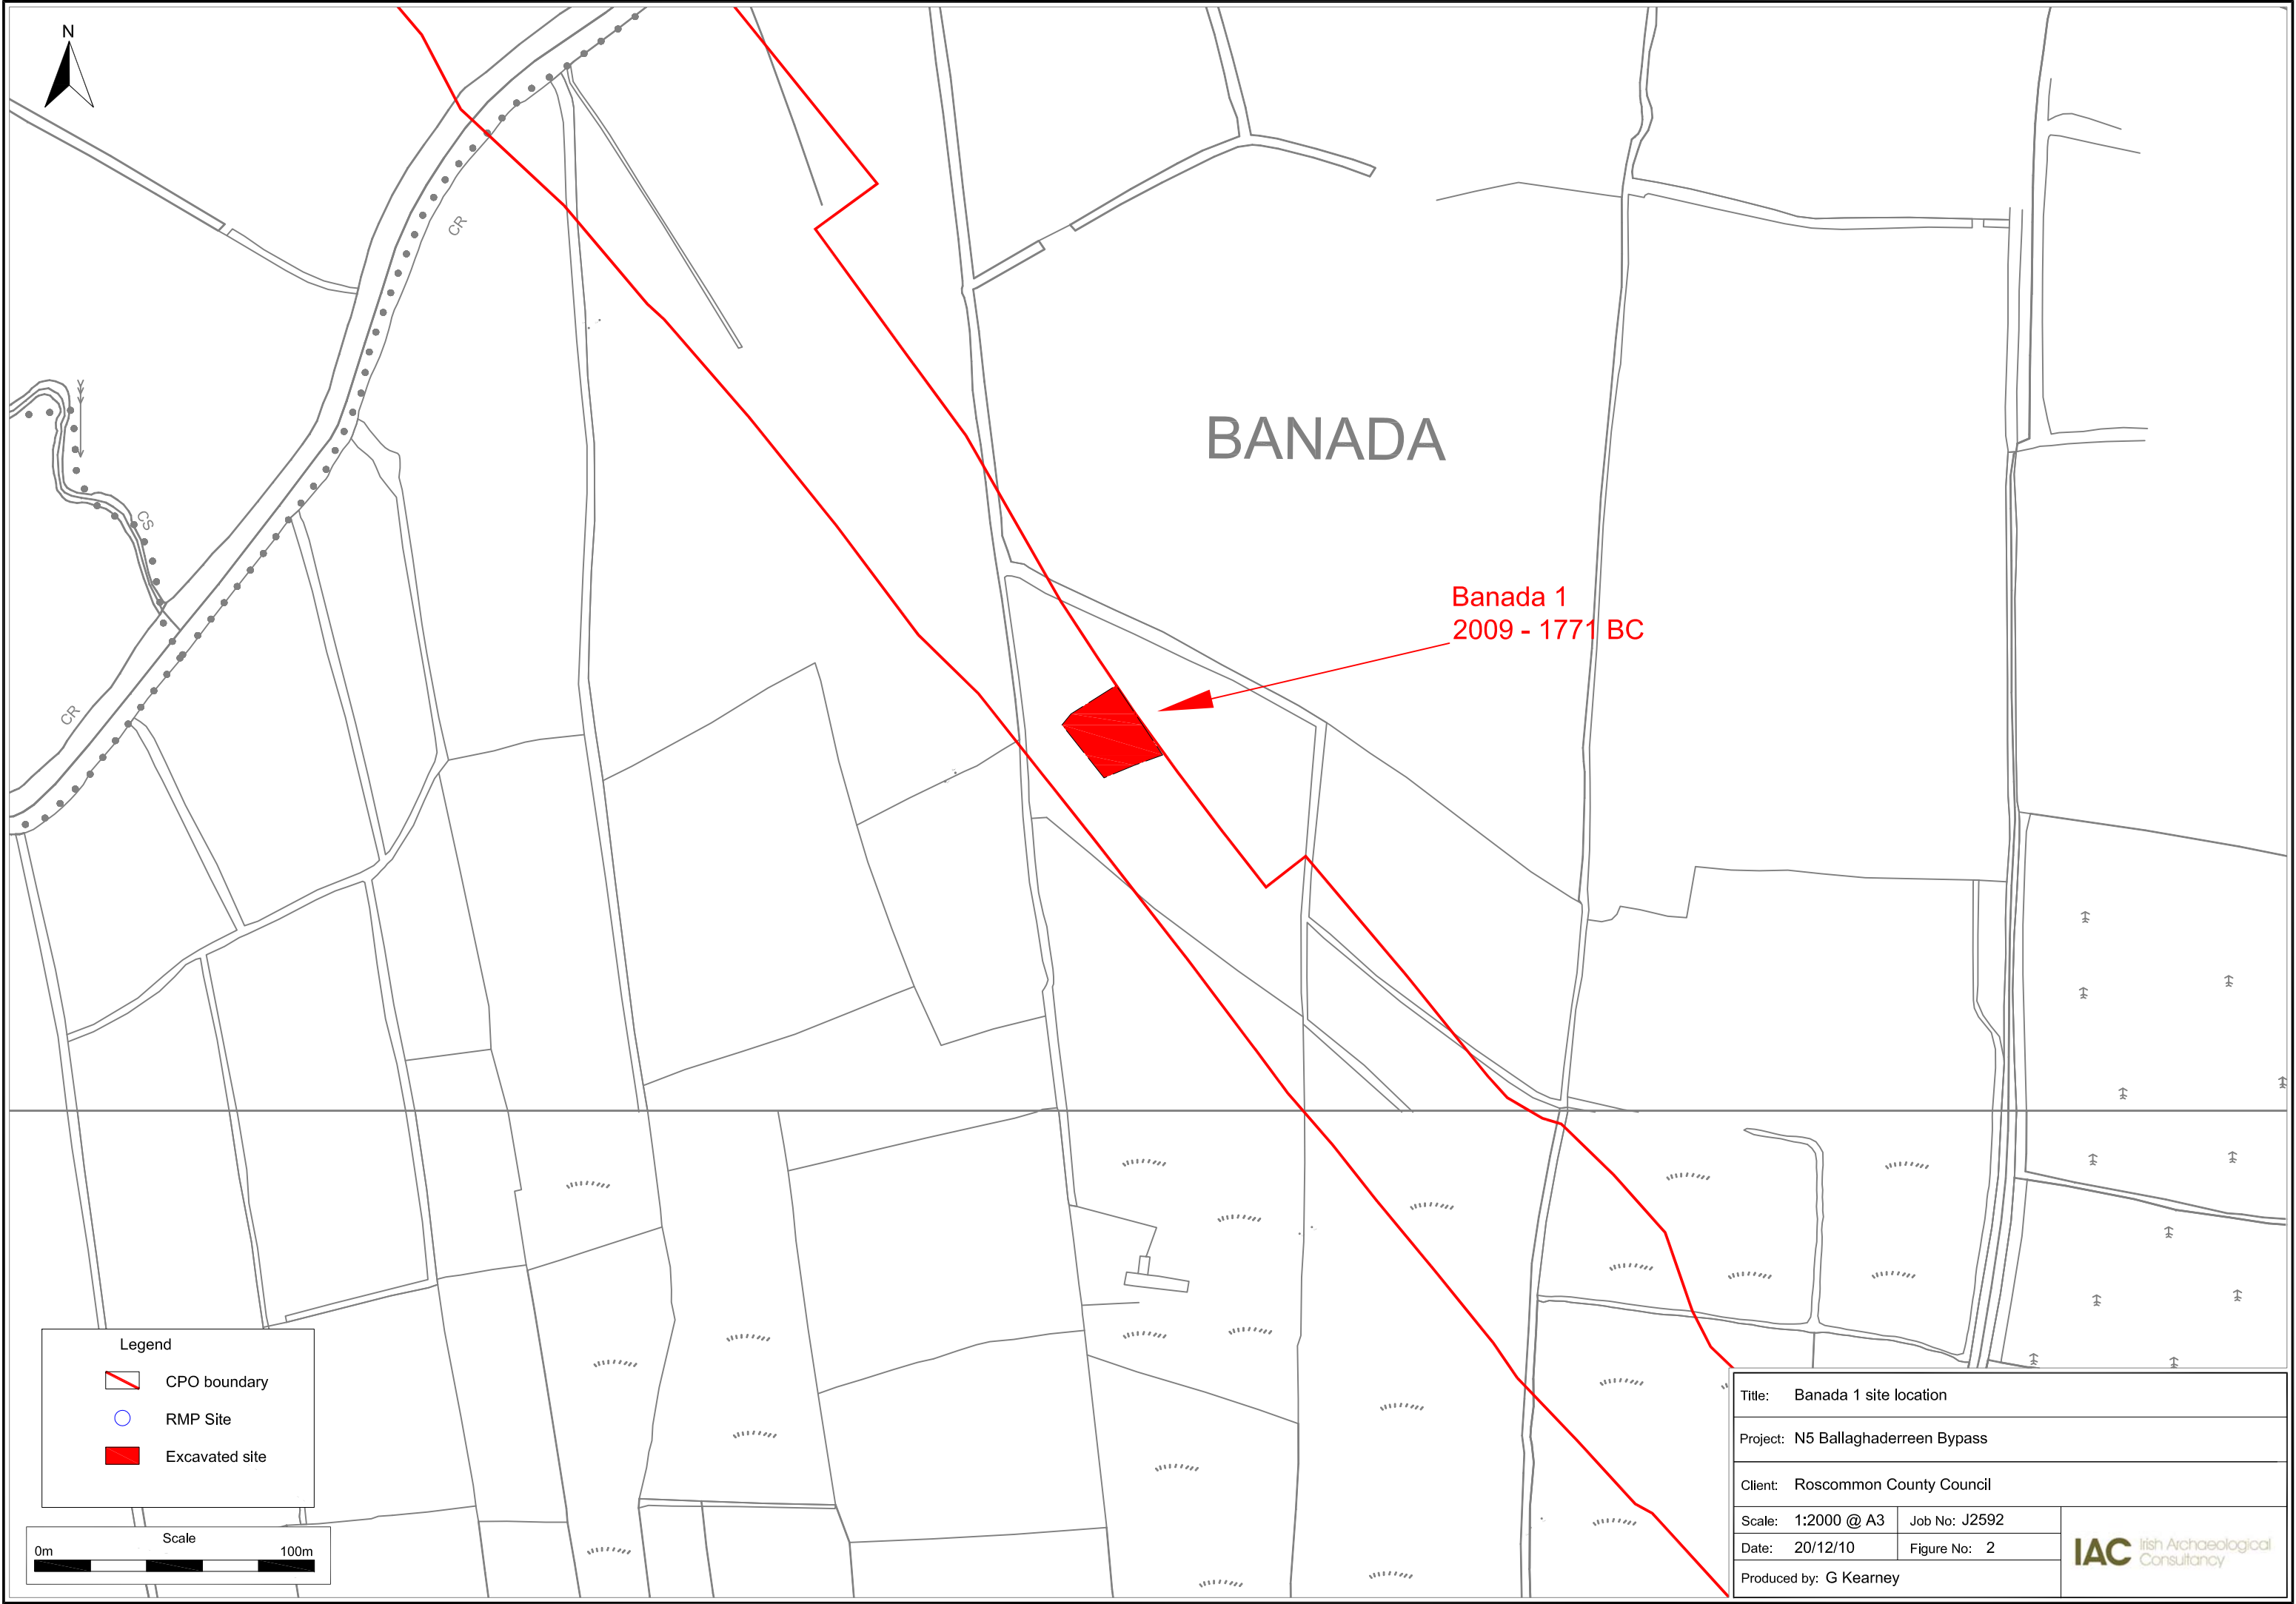 N
CR
CS
CR
BANADA
Banada 1
2009 - 1771 BC
Legend
CPO boundary
RMP Site
Excavated site
Scale
0m 100m
Title: Banada 1 site location
Project: N5 Ballaghaderreen Bypass
Client: Roscommon County Council
Scale: 1:2000 @ A3 Job No: J2592
Date: 20/12/10 Figure No: 2
Produced by: G Kearney
IAC Irish Archaeological
Consultancy